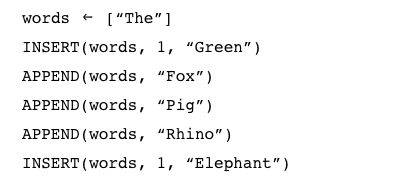 words ← [“The”]
INSERT(words, 1, “Green”)
APPEND(words, “Fox”)
APPEND(words, “Pig”)
APPEND(words, “Rhino”)
INSERT(words, 1, “Elephant”)